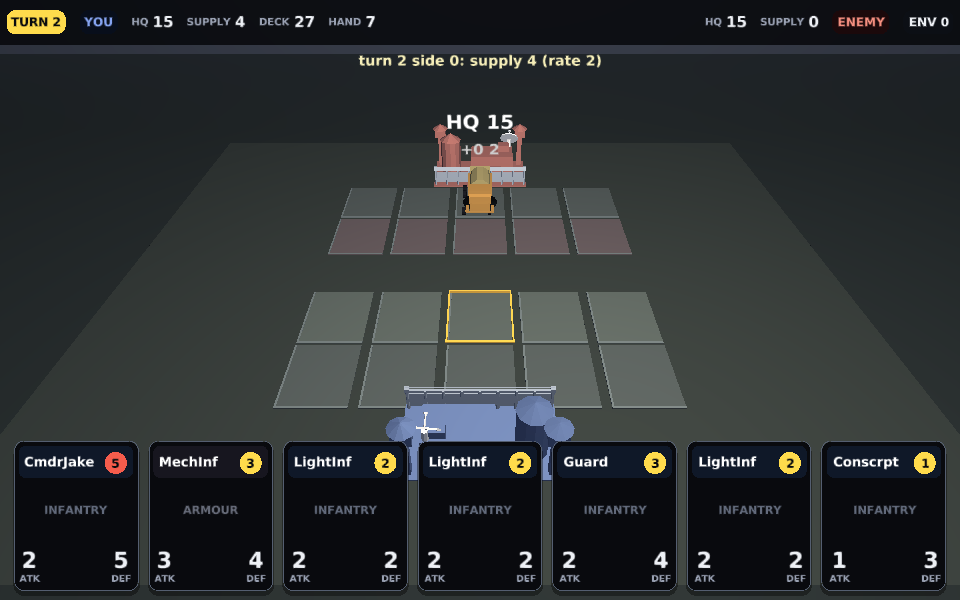 TURN 2 YOU HQ 15 SUPPLY 4 DECK 27 HAND 7 HQ 15 SUPPLY 0 ENEMY ENV 0
turn 2 side 0: supply 4 (rate 2)
HQ 15
+0 2
CmdrJake 5 MechInf 3 LightInf 2 LightInf 2 Guard 3 LightInf 2 Conscrpt 1
INFANTRY ARMOUR INFANTRY INFANTRY INFANTRY INFANTRY INFANTRY
2 5 3 4 2 2 2 2 2 4 2 2 1 3
ATK DEF ATK DEF ATK DEF ATK DEF ATK DEF ATK DEF ATK DEF